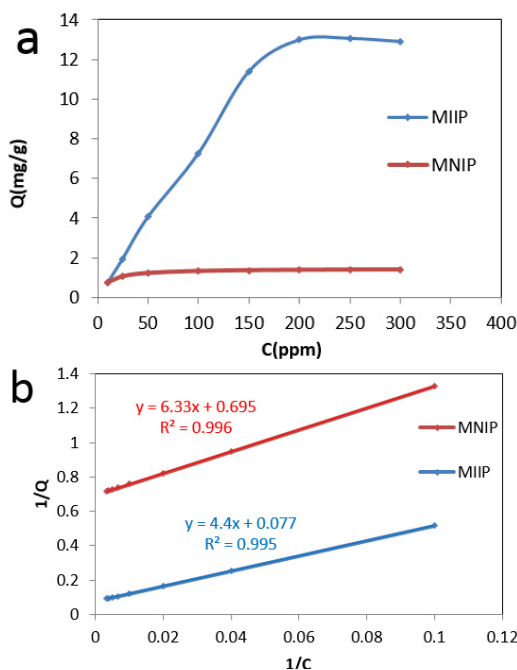 a
14
12
10
8
6
4
2
0
Q(mg/g)
0 50 100 150 200 250 300 350 400
C(ppm)
MIIP
MNIP
b
1.4
1.2
1
0.8
0.6
0.4
0.2
0
1/Q
y = 6.33x + 0.695
R² = 0.996
y = 4.4x + 0.077
R² = 0.995
MNIP
MIIP
0 0.02 0.04 0.06 0.08 0.1 0.12
1/C